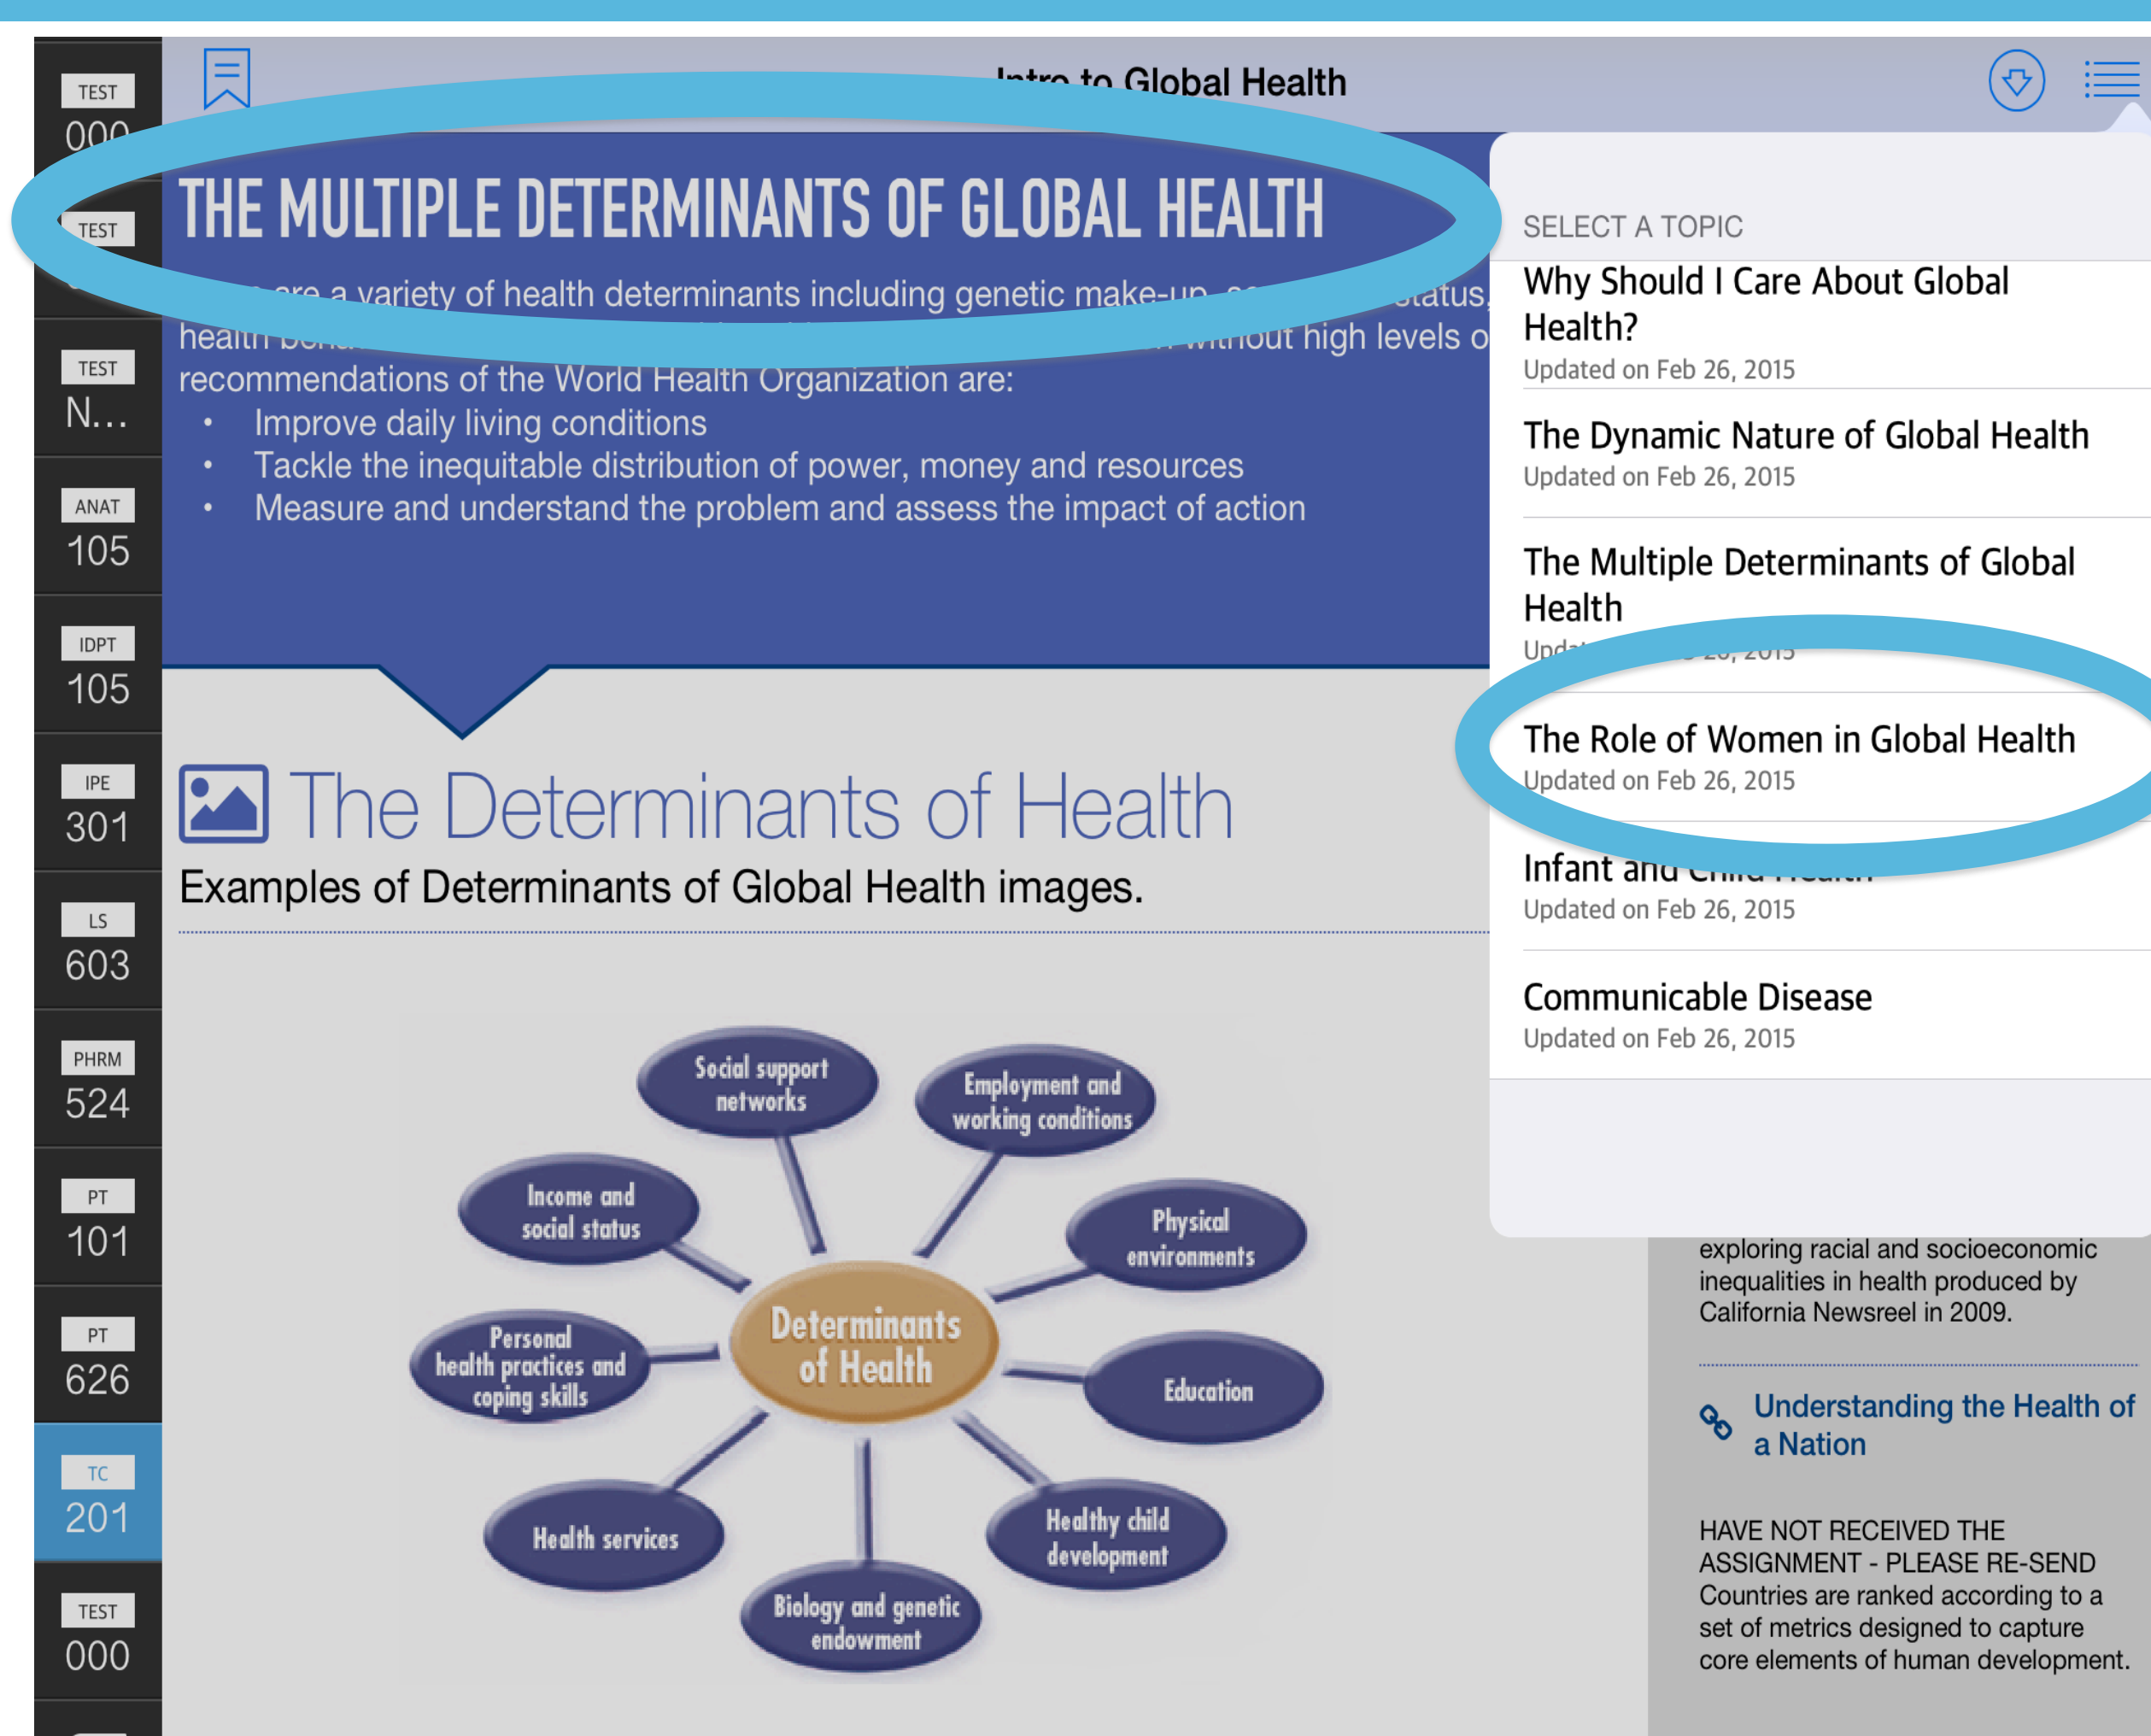 Intro to Global Health
TEST
000
TEST
TEST
N...
ANAT
105
IDPT
105
IPE
301
LS
603
PHRM
524
PT
101
PT
626
TC
201
TEST
000
THE MULTIPLE DETERMINANTS OF GLOBAL HEALTH
are a variety of health determinants including genetic make-up, status,
health without high levels o
recommendations of the World Health Organization are:
• Improve daily living conditions
• Tackle the inequitable distribution of power, money and resources
• Measure and understand the problem and assess the impact of action
The Determinants of Health
Examples of Determinants of Global Health images.
Social support
networks
Employment and
working conditions
Income and
social status
Physical
environments
Determinants
of Health
Personal
health practices and
coping skills
Education
Health services
Healthy child
development
Biology and genetic
endowment
SELECT A TOPIC
Why Should I Care About Global
Health?
Updated on Feb 26, 2015
The Dynamic Nature of Global Health
Updated on Feb 26, 2015
The Multiple Determinants of Global
Health
26, 2015
The Role of Women in Global Health
Updated on Feb 26, 2015
Infant and Child Health
Updated on Feb 26, 2015
Communicable Disease
Updated on Feb 26, 2015
exploring racial and socioeconomic
inequalities in health produced by
California Newsreel in 2009.
Understanding the Health of
a Nation
HAVE NOT RECEIVED THE
ASSIGNMENT - PLEASE RE-SEND
Countries are ranked according to a
set of metrics designed to capture
core elements of human development.